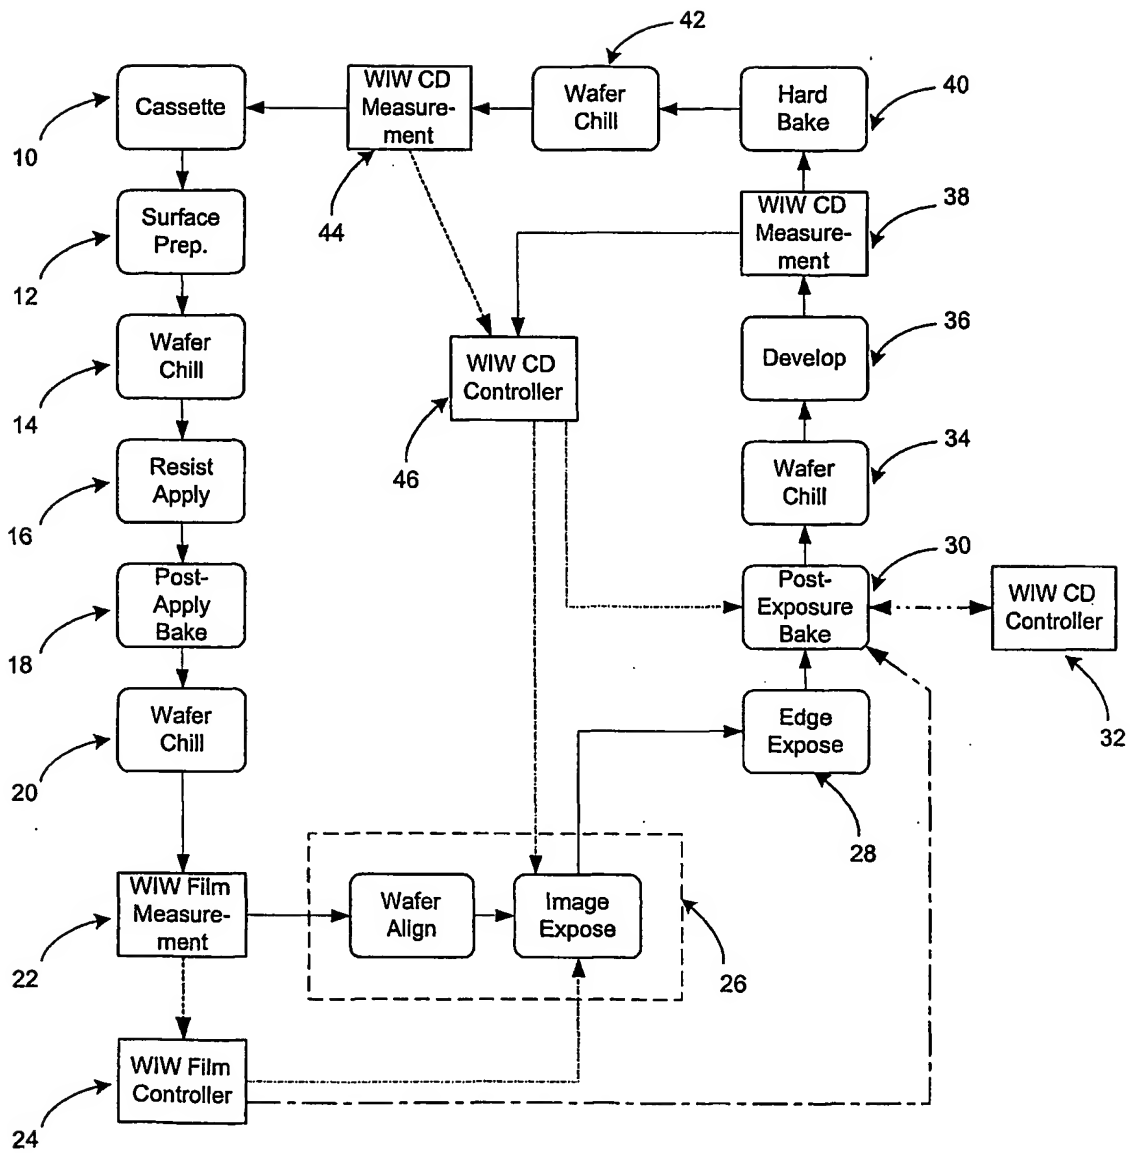 42
WIW CD
Measure-
ment
Wafer
Chill
Hard
Bake
40
Cassette
10
44
WIW CD
Measure-
ment
38
Surface
Prep.
12
WIW CD
Controller
46
Develop
36
Wafer
Chill
14
Wafer
Chill
34
Resist
Apply
16
Post-
Exposure
Bake
30
WIW CD
Controller
32
Post-
Apply
Bake
18
Edge
Expose
28
Wafer
Chill
20
WIW Film
Measure-
ment
22
Wafer
Align
Image
Expose
26
WIW Film
Controller
24